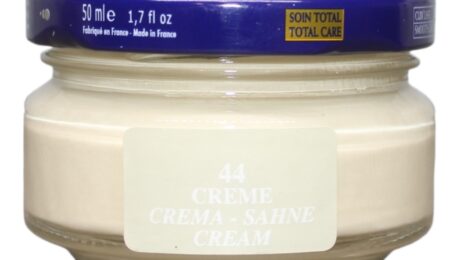 50 ml e 1,7 fl oz
Fabriqué en France - Made in France
SOIN TOTAL
TOTAL CARE
44
CREME
CREMA - SAHNE
CREAM